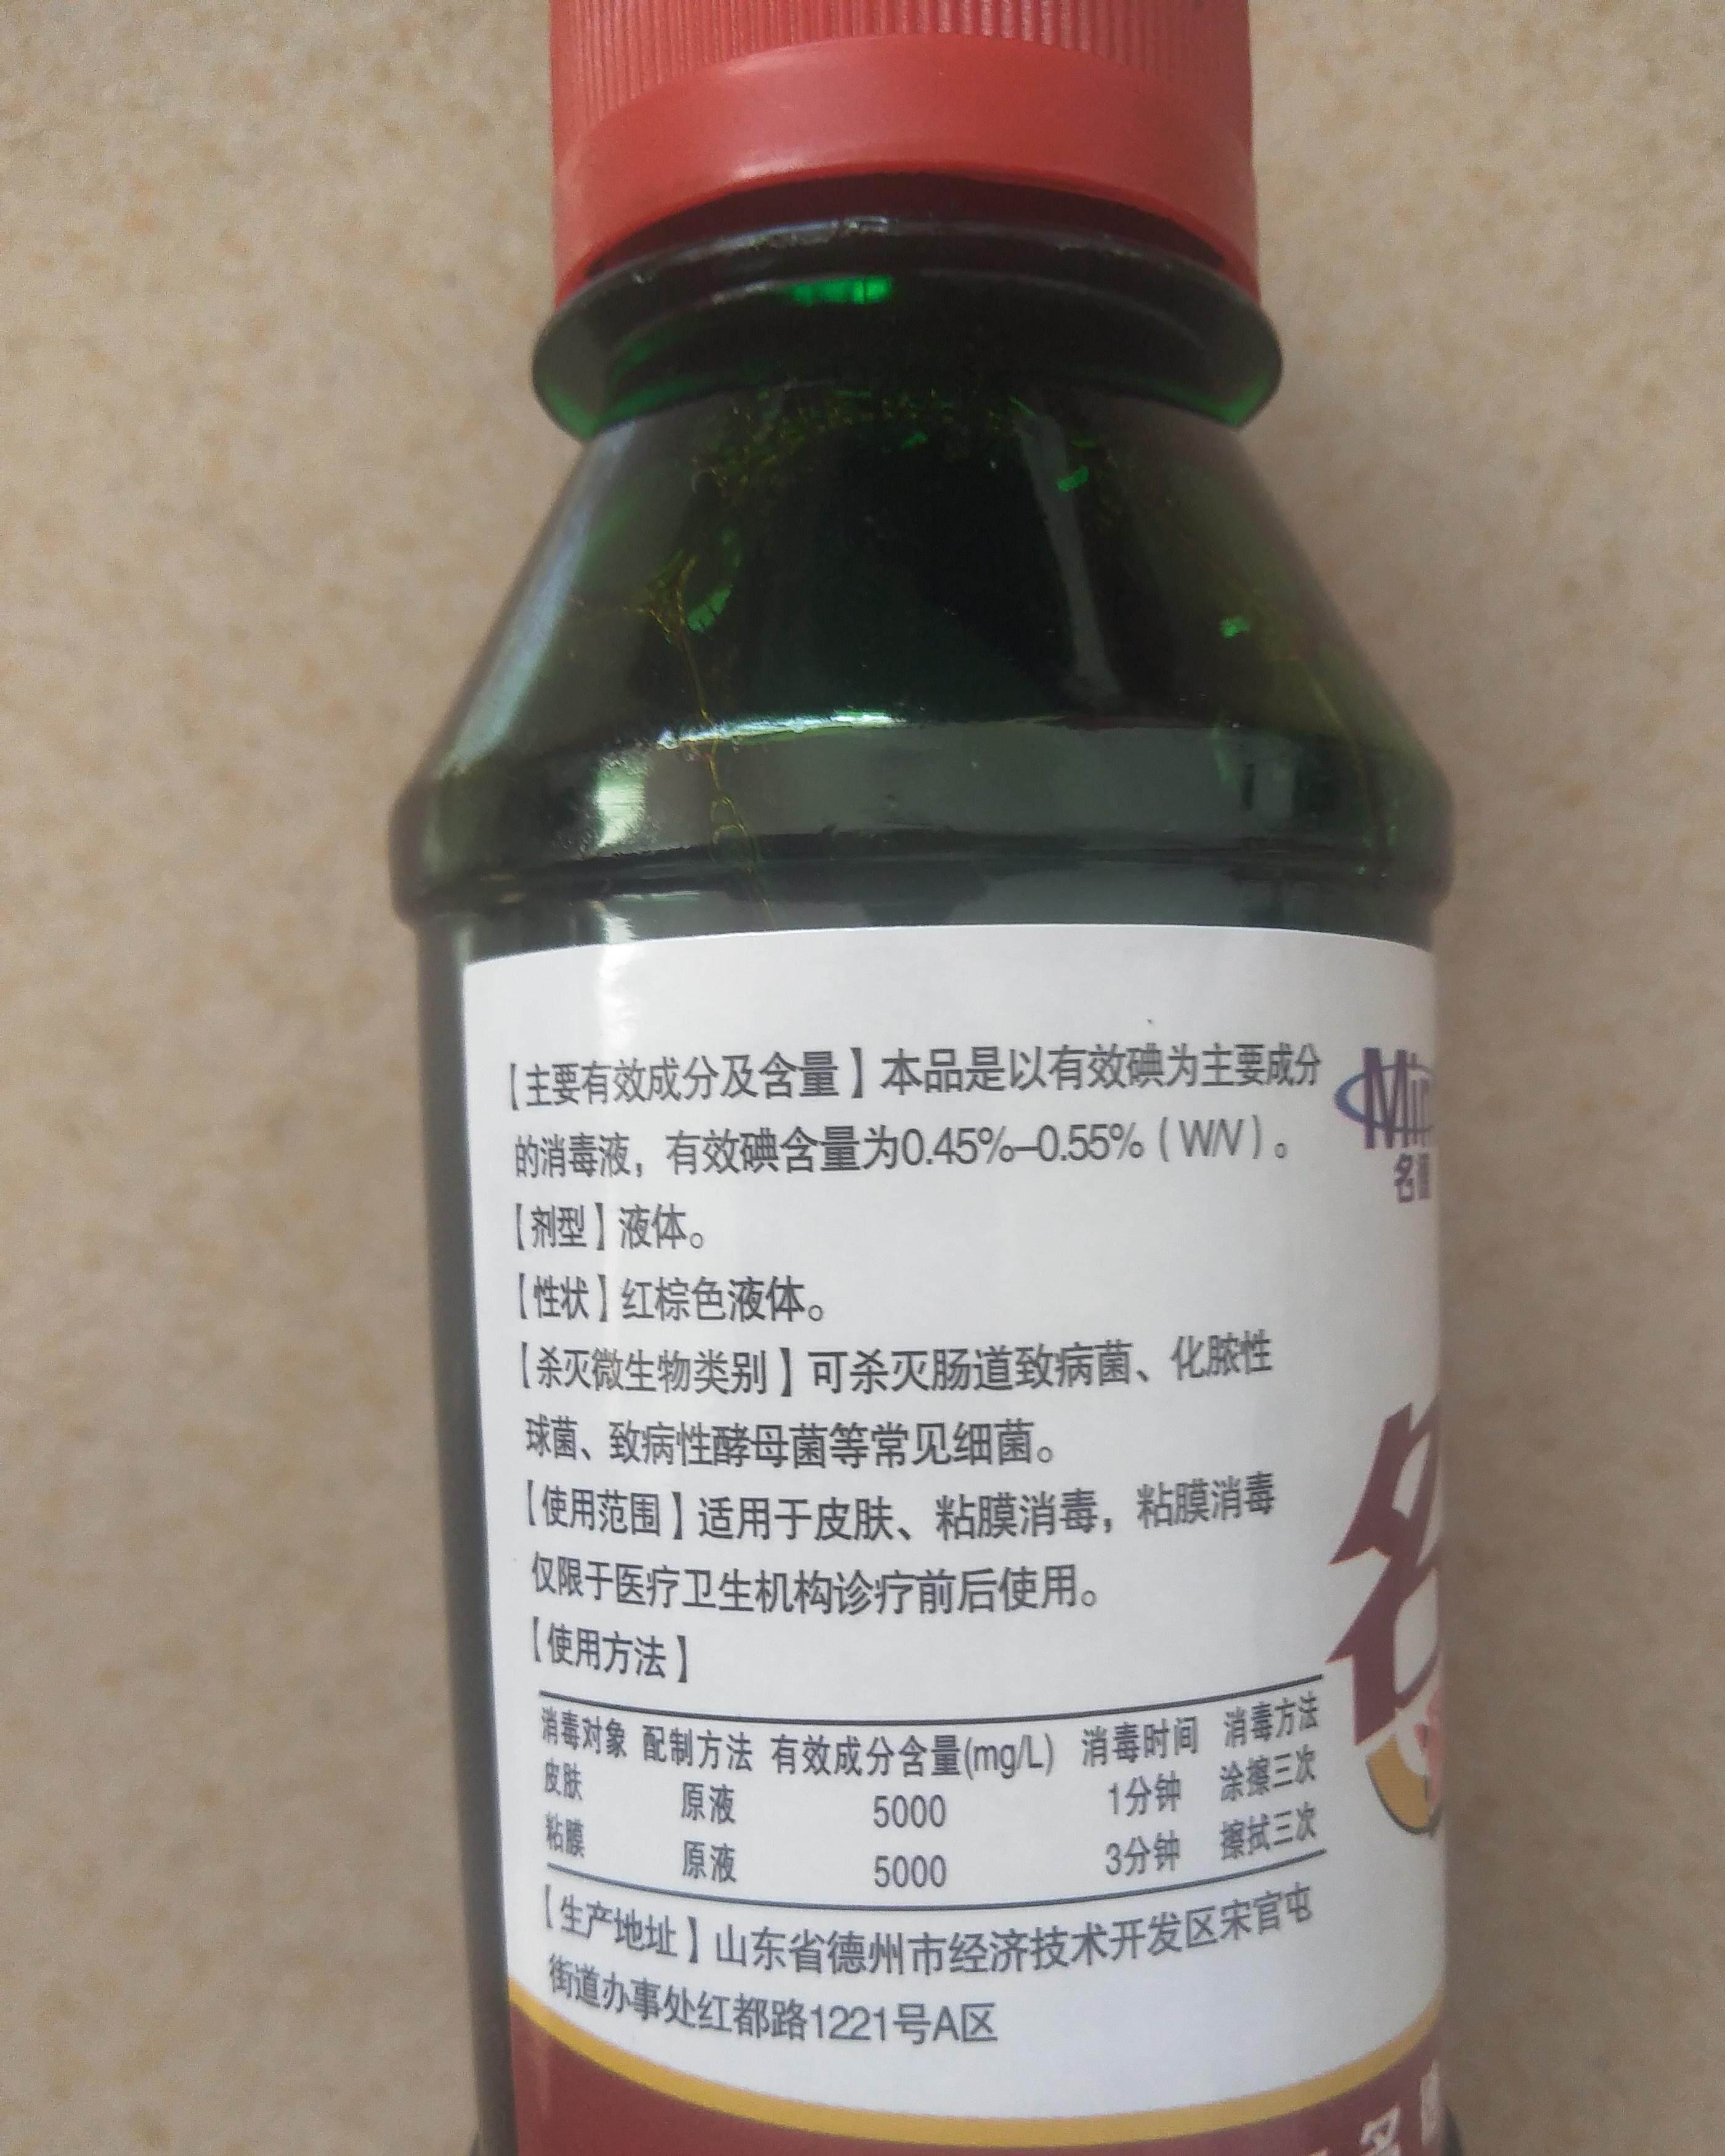 【主要有效成分及含量】本品是以有效碘为主要成分
的消毒液，有效碘含量为0.45%–0.55%（W/V）。
【剂型】液体。
【性状】红棕色液体。
【杀灭微生物类别】可杀灭肠道致病菌、化脓性
球菌、致病性酵母菌等常见细菌。
【使用范围】适用于皮肤、粘膜消毒，粘膜消毒
仅限于医疗卫生机构诊疗前后使用。
【使用方法】
消毒对象 配制方法 有效成分含量(mg/L) 消毒时间 消毒方法
皮肤 原液 5000 1分钟 涂擦三次
粘膜 原液 5000 3分钟 擦拭三次
【生产地址】山东省德州市经济技术开发区宋官屯
街道办事处红都路1221号A区
名
名